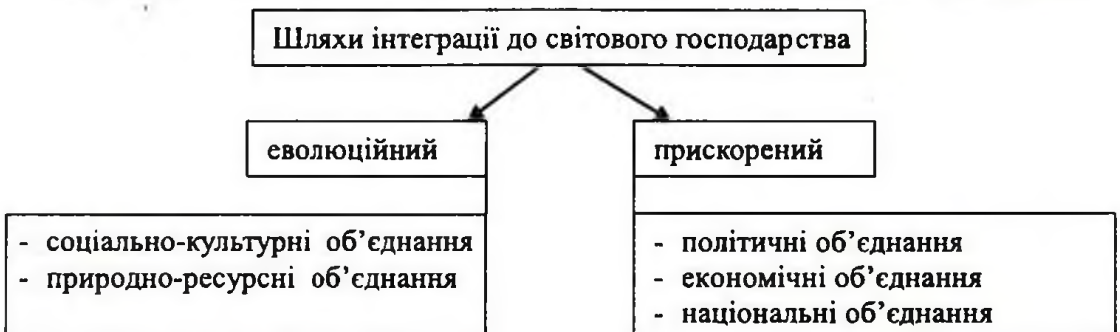 Шляхи інтеграції до світового господарства
еволюційний
прискорений
- соціально-культурні об’єднання
- природно-ресурсні об’єднання
- політичні об’єднання
- економічні об’єднання
- національні об’єднання